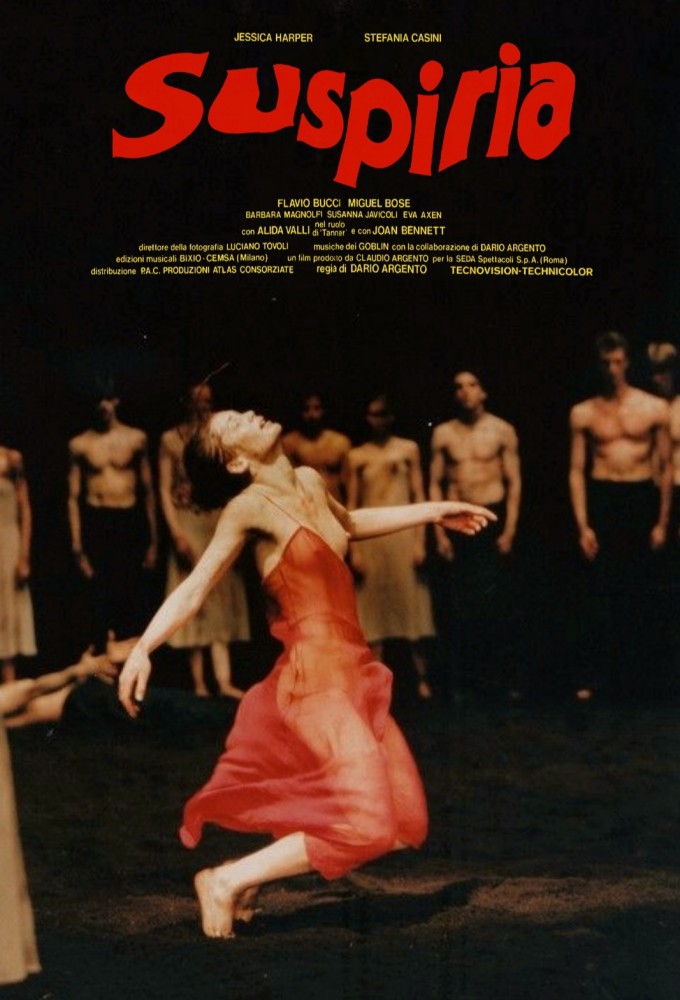 JESSICA HARPER STEFANIA CASINI
Suspiria
FLAVIO BUCCI MIGUEL BOSE
BARBARA MAGNOLFI SUSANNA JAVICOLI EVA AXEN
con ALIDA VALLI nel ruolo di "Tanner" e con JOAN BENNETT
direttore della fotografia LUCIANO TOVOLI musiche dei GOBLIN con la collaborazione di DARIO ARGENTO
edizioni musicali BIXIO-CEMSA (Milano) un film prodotto da CLAUDIO ARGENTO per la SEDA Spettacoli S.p.A. (Roma)
distribuzione P.A.C. PRODUZIONI ATLAS CONSORZIATE regia di DARIO ARGENTO TECNOVISION-TECHNICOLOR